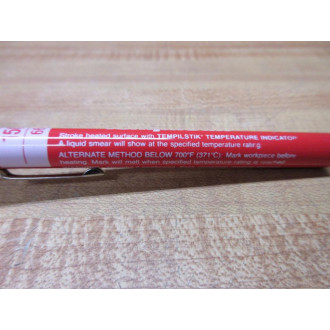 Stroke heated surface with TEMPILSTIK° TEMPERATURE INDICATOR
A liquid smear will show at the specified temperature rating.
ALTERNATE METHOD BELOW 700°F (371°C): Mark workpiece before
heating. Mark will melt when specified temperature rating is reached.